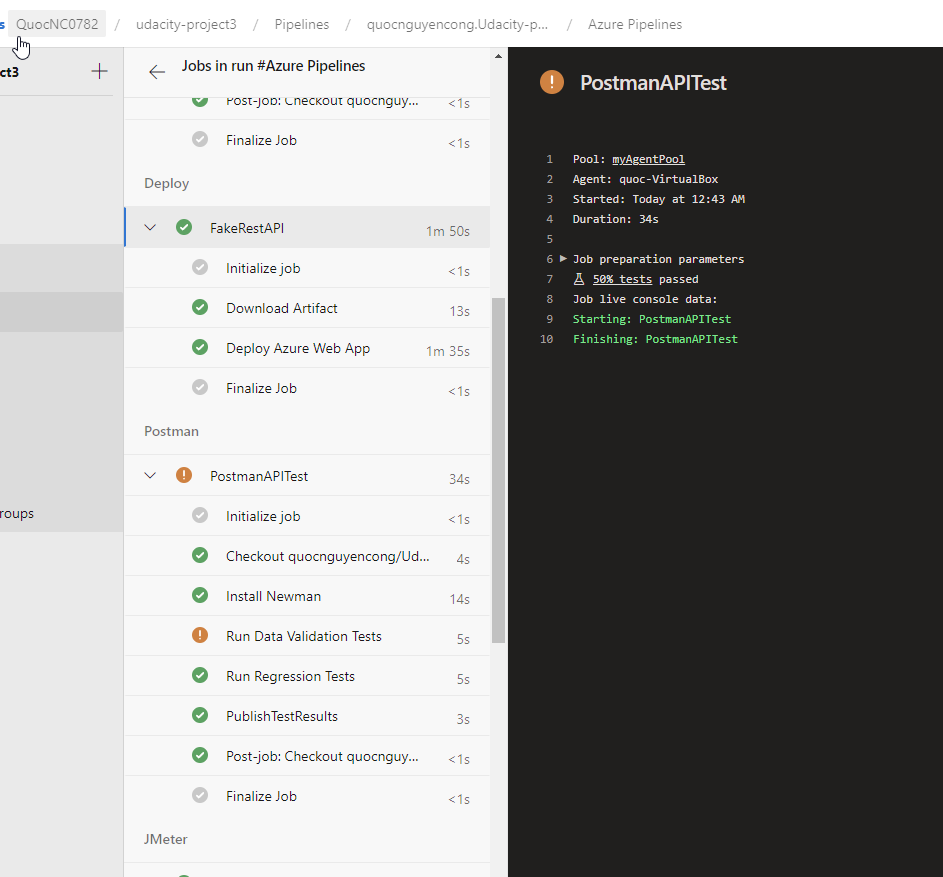 s QuocNC0782 / udacity-project3 / Pipelines / quocnguyencong.Udacity-p... / Azure Pipelines
ct3
roups
Jobs in run #Azure Pipelines
Post-job: Checkout quocnguy... <1s
Finalize Job <1s
Deploy
FakeRestAPI 1m 50s
Initialize job <1s
Download Artifact 13s
Deploy Azure Web App 1m 35s
Finalize Job <1s
Postman
PostmanAPITest 34s
Initialize job <1s
Checkout quocnguyencong/Ud... 4s
Install Newman 14s
Run Data Validation Tests 5s
Run Regression Tests 5s
PublishTestResults 3s
Post-job: Checkout quocnguy... <1s
Finalize Job <1s
JMeter
PostmanAPITest
1 Pool: myAgentPool
2 Agent: quoc-VirtualBox
3 Started: Today at 12:43 AM
4 Duration: 34s
5
6 Job preparation parameters
7 50% tests passed
8 Job live console data:
9 Starting: PostmanAPITest
10 Finishing: PostmanAPITest